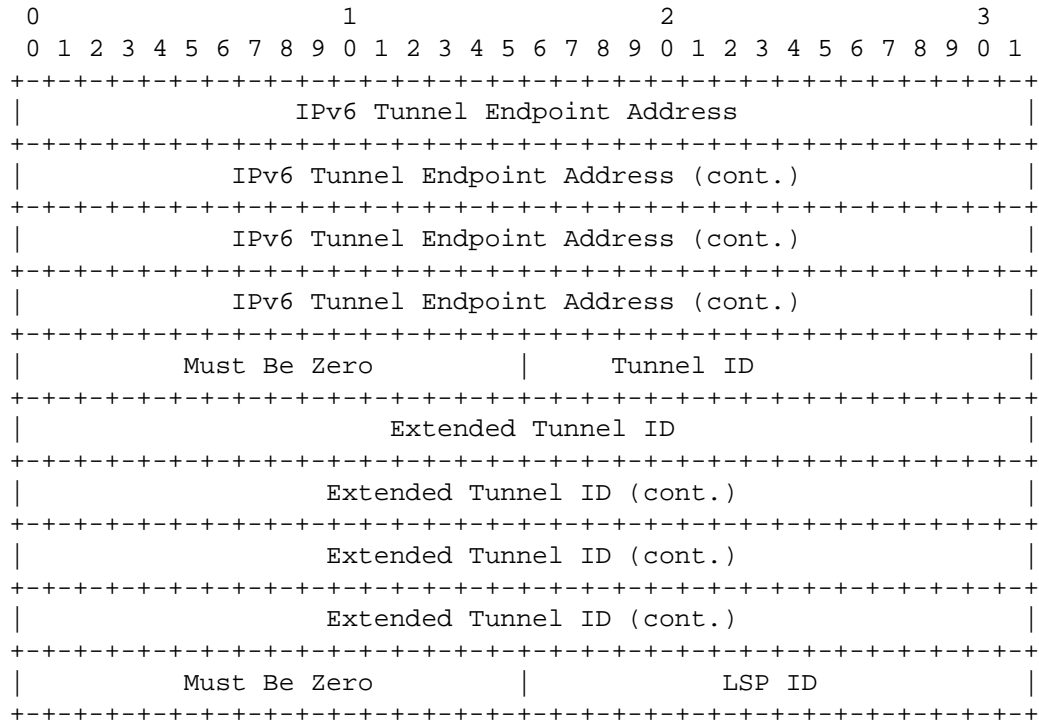 0                   1                   2                   3
 0 1 2 3 4 5 6 7 8 9 0 1 2 3 4 5 6 7 8 9 0 1 2 3 4 5 6 7 8 9 0 1
+-+-+-+-+-+-+-+-+-+-+-+-+-+-+-+-+-+-+-+-+-+-+-+-+-+-+-+-+-+-+-+-+
|                 IPv6 Tunnel Endpoint Address                  |
+-+-+-+-+-+-+-+-+-+-+-+-+-+-+-+-+-+-+-+-+-+-+-+-+-+-+-+-+-+-+-+-+
|             IPv6 Tunnel Endpoint Address (cont.)              |
+-+-+-+-+-+-+-+-+-+-+-+-+-+-+-+-+-+-+-+-+-+-+-+-+-+-+-+-+-+-+-+-+
|             IPv6 Tunnel Endpoint Address (cont.)              |
+-+-+-+-+-+-+-+-+-+-+-+-+-+-+-+-+-+-+-+-+-+-+-+-+-+-+-+-+-+-+-+-+
|             IPv6 Tunnel Endpoint Address (cont.)              |
+-+-+-+-+-+-+-+-+-+-+-+-+-+-+-+-+-+-+-+-+-+-+-+-+-+-+-+-+-+-+-+-+
|          Must Be Zero         |     Tunnel ID                 |
+-+-+-+-+-+-+-+-+-+-+-+-+-+-+-+-+-+-+-+-+-+-+-+-+-+-+-+-+-+-+-+-+
|                       Extended Tunnel ID                      |
+-+-+-+-+-+-+-+-+-+-+-+-+-+-+-+-+-+-+-+-+-+-+-+-+-+-+-+-+-+-+-+-+
|                   Extended Tunnel ID (cont.)                  |
+-+-+-+-+-+-+-+-+-+-+-+-+-+-+-+-+-+-+-+-+-+-+-+-+-+-+-+-+-+-+-+-+
|                   Extended Tunnel ID (cont.)                  |
+-+-+-+-+-+-+-+-+-+-+-+-+-+-+-+-+-+-+-+-+-+-+-+-+-+-+-+-+-+-+-+-+
|                   Extended Tunnel ID (cont.)                  |
+-+-+-+-+-+-+-+-+-+-+-+-+-+-+-+-+-+-+-+-+-+-+-+-+-+-+-+-+-+-+-+-+
|          Must Be Zero         |            LSP ID             |
+-+-+-+-+-+-+-+-+-+-+-+-+-+-+-+-+-+-+-+-+-+-+-+-+-+-+-+-+-+-+-+-+